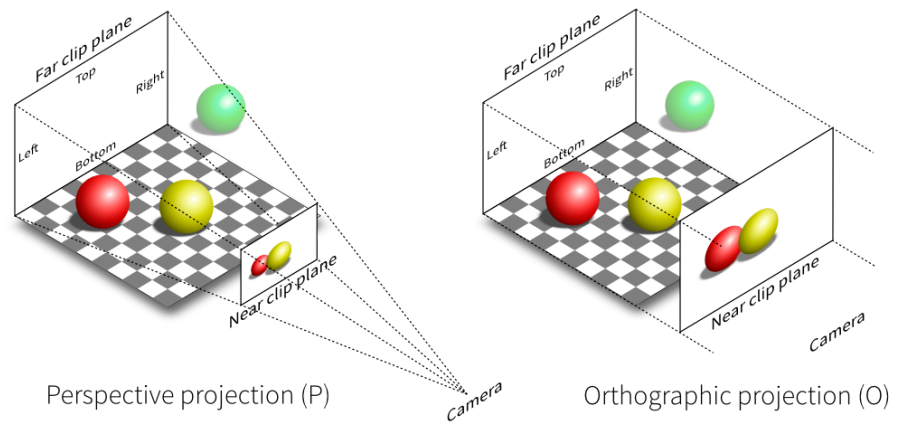 Far clip plane
Top
Right
Left
Bottom
Near clip plane
Camera
Perspective projection (P)
Far clip plane
Top
Right
Left
Bottom
Near clip plane
Camera
Orthographic projection (O)